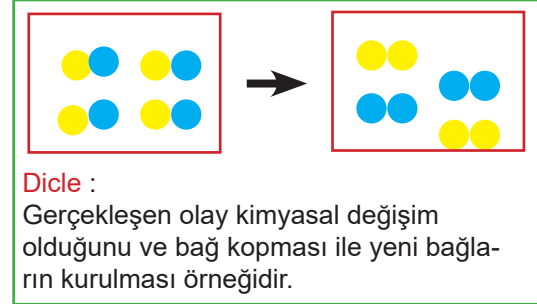 Dicle :
Gerçekleşen olay kimyasal değişim
olduğunu ve bağ kopması ile yeni bağla-
rın kurulması örneğidir.